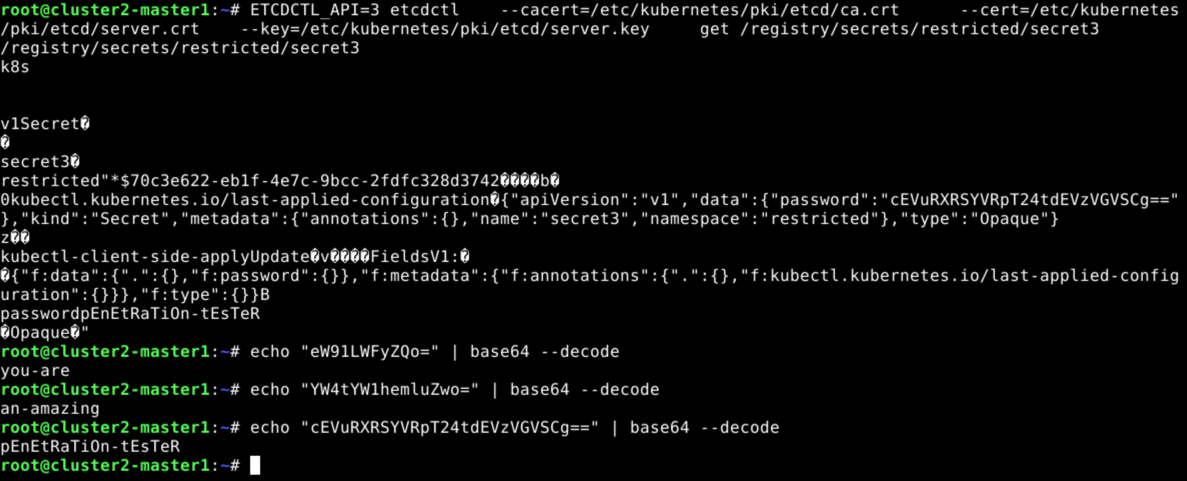 root@cluster2-master1:~# ETCDCTL_API=3 etcdctl    --cacert=/etc/kubernetes/pki/etcd/ca.crt      --cert=/etc/kubernetes
/pki/etcd/server.crt    --key=/etc/kubernetes/pki/etcd/server.key     get /registry/secrets/restricted/secret3
/registry/secrets/restricted/secret3
k8s
v1Secret�
�
secret3�
restricted"*$70c3e622-eb1f-4e7c-9bcc-2fdfc328d3742����b�
0kubectl.kubernetes.io/last-applied-configuration�{"apiVersion":"v1","data":{"password":"cEVuRXRSYVRpT24tdEVzVGVSCg=="
},"kind":"Secret","metadata":{"annotations":{},"name":"secret3","namespace":"restricted"},"type":"Opaque"}
z��
kubectl-client-side-applyUpdate�v����FieldsV1:�
�{"f:data":{".":{},"f:password":{}},"f:metadata":{"f:annotations":{".":{},"f:kubectl.kubernetes.io/last-applied-config
uration":{}}},"f:type":{}}B
passwordpEnEtRaTiOn-tEsTeR
�Opaque�"
root@cluster2-master1:~# echo "eW91LWFyZQo=" | base64 --decode
you-are
root@cluster2-master1:~# echo "YW4tYW1hemluZwo=" | base64 --decode
an-amazing
root@cluster2-master1:~# echo "cEVuRXRSYVRpT24tdEVzVGVSCg==" | base64 --decode
pEnEtRaTiOn-tEsTeR
root@cluster2-master1:~#